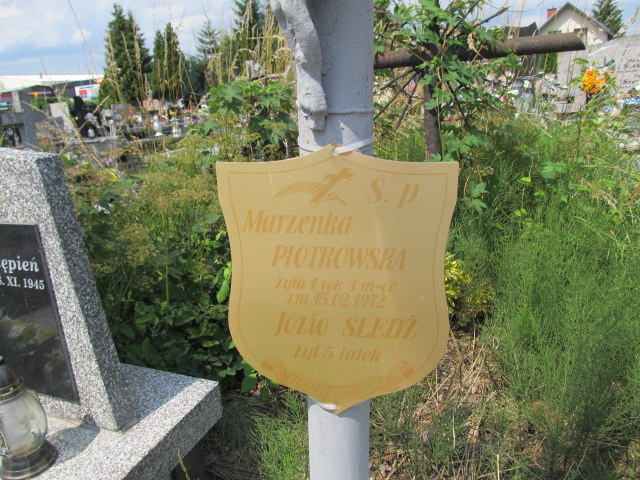 Ś. p
Marzenka
PIOTROWSKA
żyła 1 rok 3 m-ce
zm 15.02.1972
Józio ŚLEDŹ
żył 5 latek
ępień
. XI. 1945